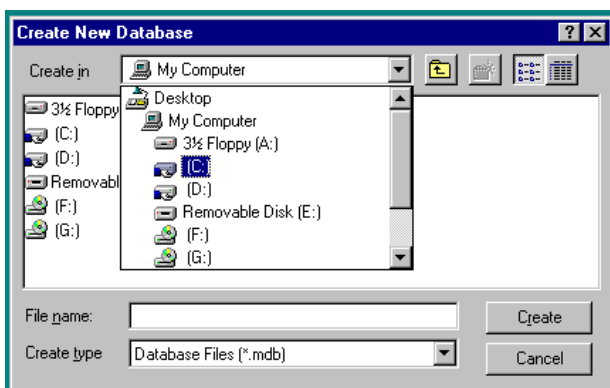 Create New Database
Create in My Computer
3½ Floppy
(C:)
(D:)
Removabl
(F:)
(G:)
Desktop
My Computer
3½ Floppy (A:)
(C:)
(D:)
Removable Disk (E:)
(F:)
(G:)
File name:
Create
Create type Database Files (*.mdb)
Cancel